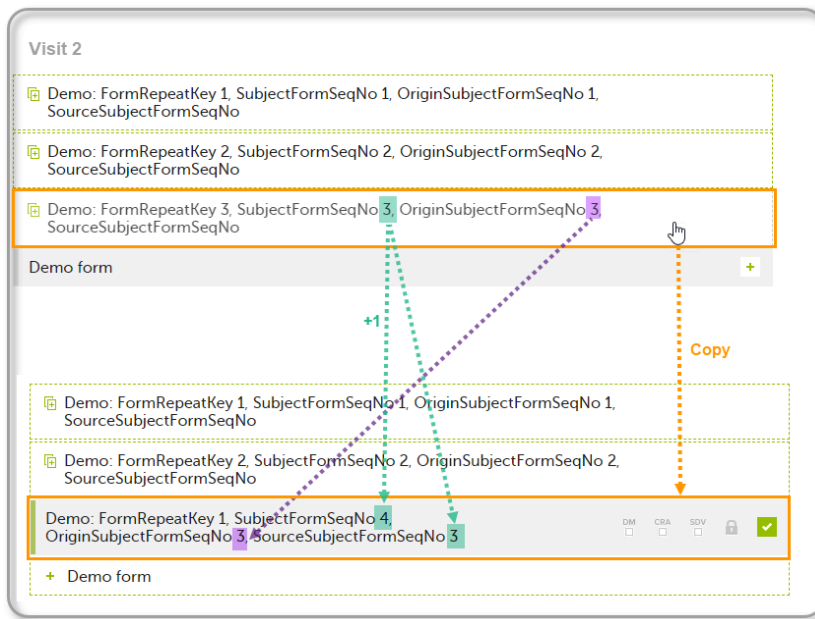 Visit 2
Demo: FormRepeatKey 1, SubjectFormSeqNo 1, OriginSubjectFormSeqNo 1,
SourceSubjectFormSeqNo
Demo: FormRepeatKey 2, SubjectFormSeqNo 2, OriginSubjectFormSeqNo 2,
SourceSubjectFormSeqNo
Demo: FormRepeatKey 3, SubjectFormSeqNo 3, OriginSubjectFormSeqNo 3,
SourceSubjectFormSeqNo
Demo form +
+1
Copy
Demo: FormRepeatKey 1, SubjectFormSeqNo 1, OriginSubjectFormSeqNo 1,
SourceSubjectFormSeqNo
Demo: FormRepeatKey 2, SubjectFormSeqNo 2, OriginSubjectFormSeqNo 2,
SourceSubjectFormSeqNo
Demo: FormRepeatKey 1, SubjectFormSeqNo 4,
OriginSubjectFormSeqNo 3, SourceSubjectFormSeqNo 3
DM CRA SDV
+ Demo form